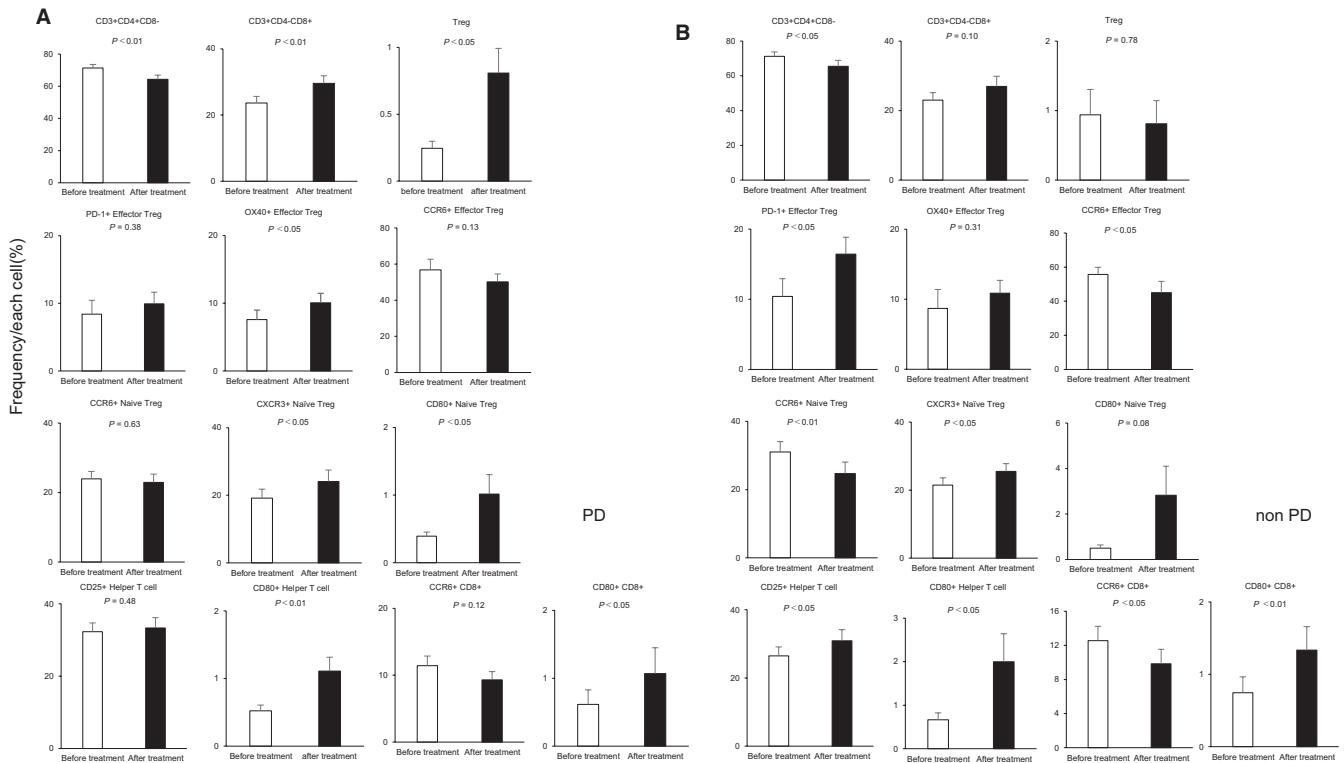 A
CD3+CD4+CD8-
P < 0.01
80
60
40
20
0
Before treatment After treatment
CD3+CD4-CD8+
P < 0.01
40
20
0
Before treatment After treatment
Treg
P < 0.05
1
0.5
0
before treatment after treatment
Frequency/each cell(%)
PD-1+ Effector Treg
P = 0.38
20
10
0
Before treatment After treatment
OX40+ Effector Treg
P < 0.05
20
10
0
Before treatment After treatment
CCR6+ Effector Treg
P = 0.13
80
60
40
20
0
Before treatment After treatment
CCR6+ Naive Treg
P = 0.63
40
20
0
Before treatment After treatment
CXCR3+ Naïve Treg
P < 0.05
40
20
0
Before treatment After treatment
CD80+ Naive Treg
P < 0.05
2
1
0
Before treatment After treatment
PD
CD25+ Helper T cell
P = 0.48
40
20
0
Before treatment After treatment
CD80+ Helper T cell
P < 0.01
2
1
0
Before treatment after treatment
CCR6+ CD8+
P = 0.12
20
10
0
Before treatment After treatment
CD80+ CD8+
P < 0.05
2
1
0
Before treatment After treatment
B
CD3+CD4+CD8-
P < 0.05
80
60
40
20
0
Before treatment After treatment
CD3+CD4-CD8+
P = 0.10
40
20
0
Before treatment After treatment
Treg
P = 0.78
2
1
0
Before treatment After treatment
PD-1+ Effector Treg
P < 0.05
20
10
0
Before treatment After treatment
OX40+ Effector Treg
P = 0.31
20
10
0
Before treatment After treatment
CCR6+ Effector Treg
P < 0.05
80
60
40
20
0
Before treatment After treatment
CCR6+ Naive Treg
P < 0.01
40
20
0
Before treatment After treatment
CXCR3+ Naïve Treg
P < 0.05
40
20
0
Before treatment After treatment
CD80+ Naive Treg
P = 0.08
6
4
2
0
Before treatment After treatment
non PD
CD25+ Helper T cell
P < 0.05
40
20
0
Before treatment After treatment
CD80+ Helper T cell
P < 0.05
3
2
1
0
Before treatment After treatment
CCR6+ CD8+
P < 0.05
16
12
8
4
0
Before treatment After treatment
CD80+ CD8+
P < 0.01
2
1
0
Before treatment After treatment